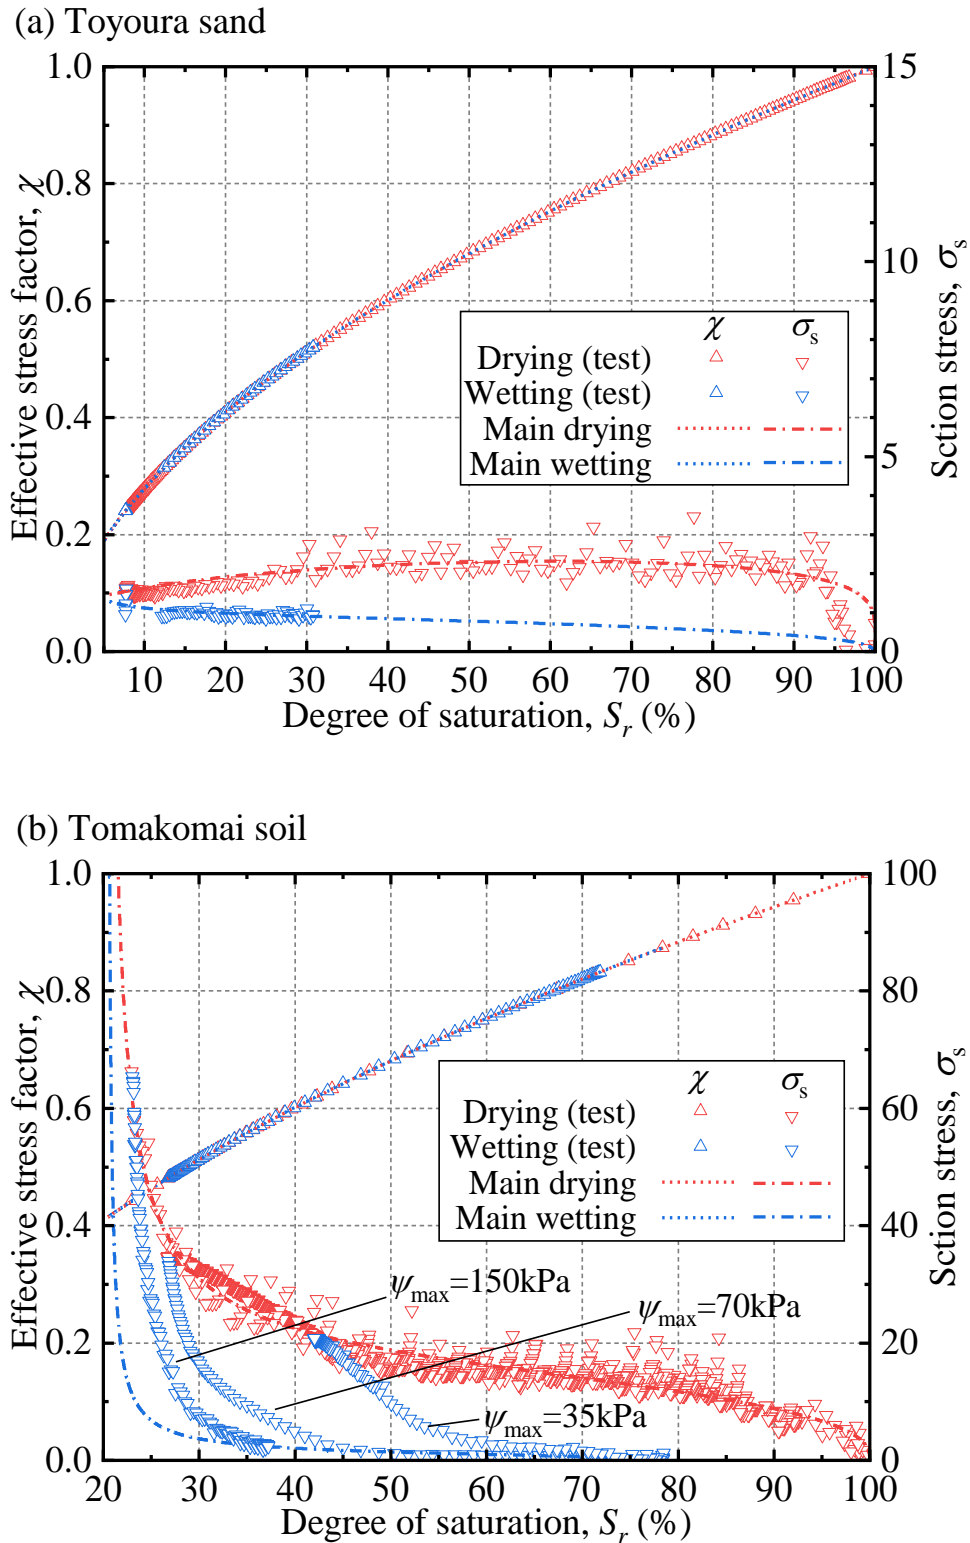 (a) Toyoura sand
1.0
0.8
0.6
0.4
0.2
0.0
Effective stress factor, χ
15
10
5
0
Sction stress, σs
χ σs
Drying (test)
Wetting (test)
Main drying
Main wetting
10 20 30 40 50 60 70 80 90 100
Degree of saturation, Sr (%)
(b) Tomakomai soil
1.0
0.8
0.6
0.4
0.2
0.0
Effective stress factor, χ
100
80
60
40
20
0
Sction stress, σs
χ σs
Drying (test)
Wetting (test)
Main drying
Main wetting
ψmax=150kPa
ψmax=70kPa
ψmax=35kPa
20 30 40 50 60 70 80 90 100
Degree of saturation, Sr (%)